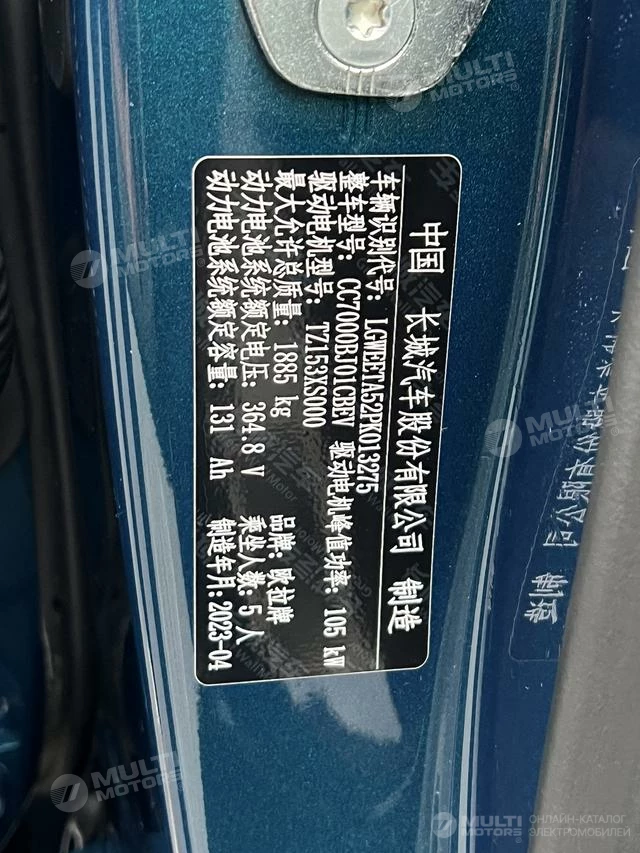 中国 长城汽车股份有限公司 制造
车辆识别代号: LGWEETA52PK013275
整车型号: CC7000BJ01CBEV 驱动电机峰值功率: 105 kW
驱动电机型号: TZ153XS000
最大允许总质量: 1885 kg 品牌: 欧拉牌
动力电池系统额定电压: 364.8 V 乘坐人数: 5 人
动力电池系统额定容量: 131 Ah 制造年月: 2023-04
MULTI MOTORS®
MULTI MOTORS®
MULTI MOTORS®
MULTI MOTORS®
MULTI MOTORS
ОНЛАЙН-КАТАЛОГ
ЭЛЕКТРОМОБИЛЕЙ